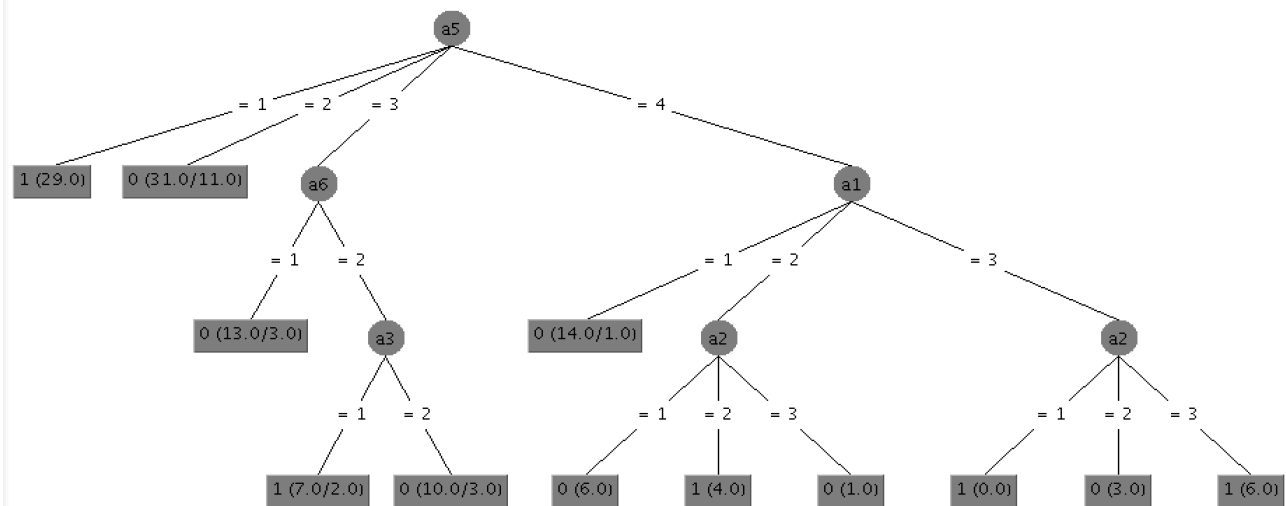 a5
= 1 = 2 = 3 = 4
1 (29.0) 0 (31.0/11.0) a6 a1
= 1 = 2 = 1 = 2 = 3
0 (13.0/3.0) a3 0 (14.0/1.0) a2 a2
= 1 = 2 = 1 = 2 = 3 = 1 = 2 = 3
1 (7.0/2.0) 0 (10.0/3.0) 0 (6.0) 1 (4.0) 0 (1.0) 1 (0.0) 0 (3.0) 1 (6.0)